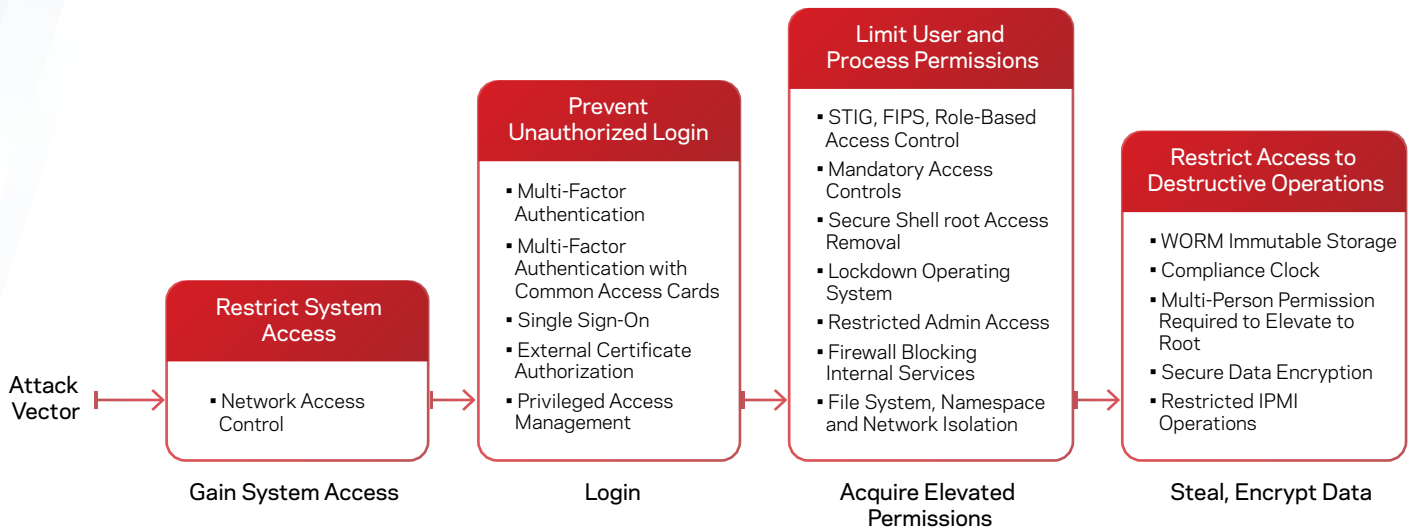 Attack
Vector
Restrict System
Access
▪ Network Access
Control
Gain System Access
Prevent
Unauthorized Login
▪ Multi-Factor
Authentication
▪ Multi-Factor
Authentication with
Common Access Cards
▪ Single Sign-On
▪ External Certificate
Authorization
▪ Privileged Access
Management
Login
Limit User and
Process Permissions
▪ STIG, FIPS, Role-Based
Access Control
▪ Mandatory Access
Controls
▪ Secure Shell root Access
Removal
▪ Lockdown Operating
System
▪ Restricted Admin Access
▪ Firewall Blocking
Internal Services
▪ File System, Namespace
and Network Isolation
Acquire Elevated
Permissions
Restrict Access to
Destructive Operations
▪ WORM Immutable Storage
▪ Compliance Clock
▪ Multi-Person Permission
Required to Elevate to
Root
▪ Secure Data Encryption
▪ Restricted IPMI
Operations
Steal, Encrypt Data